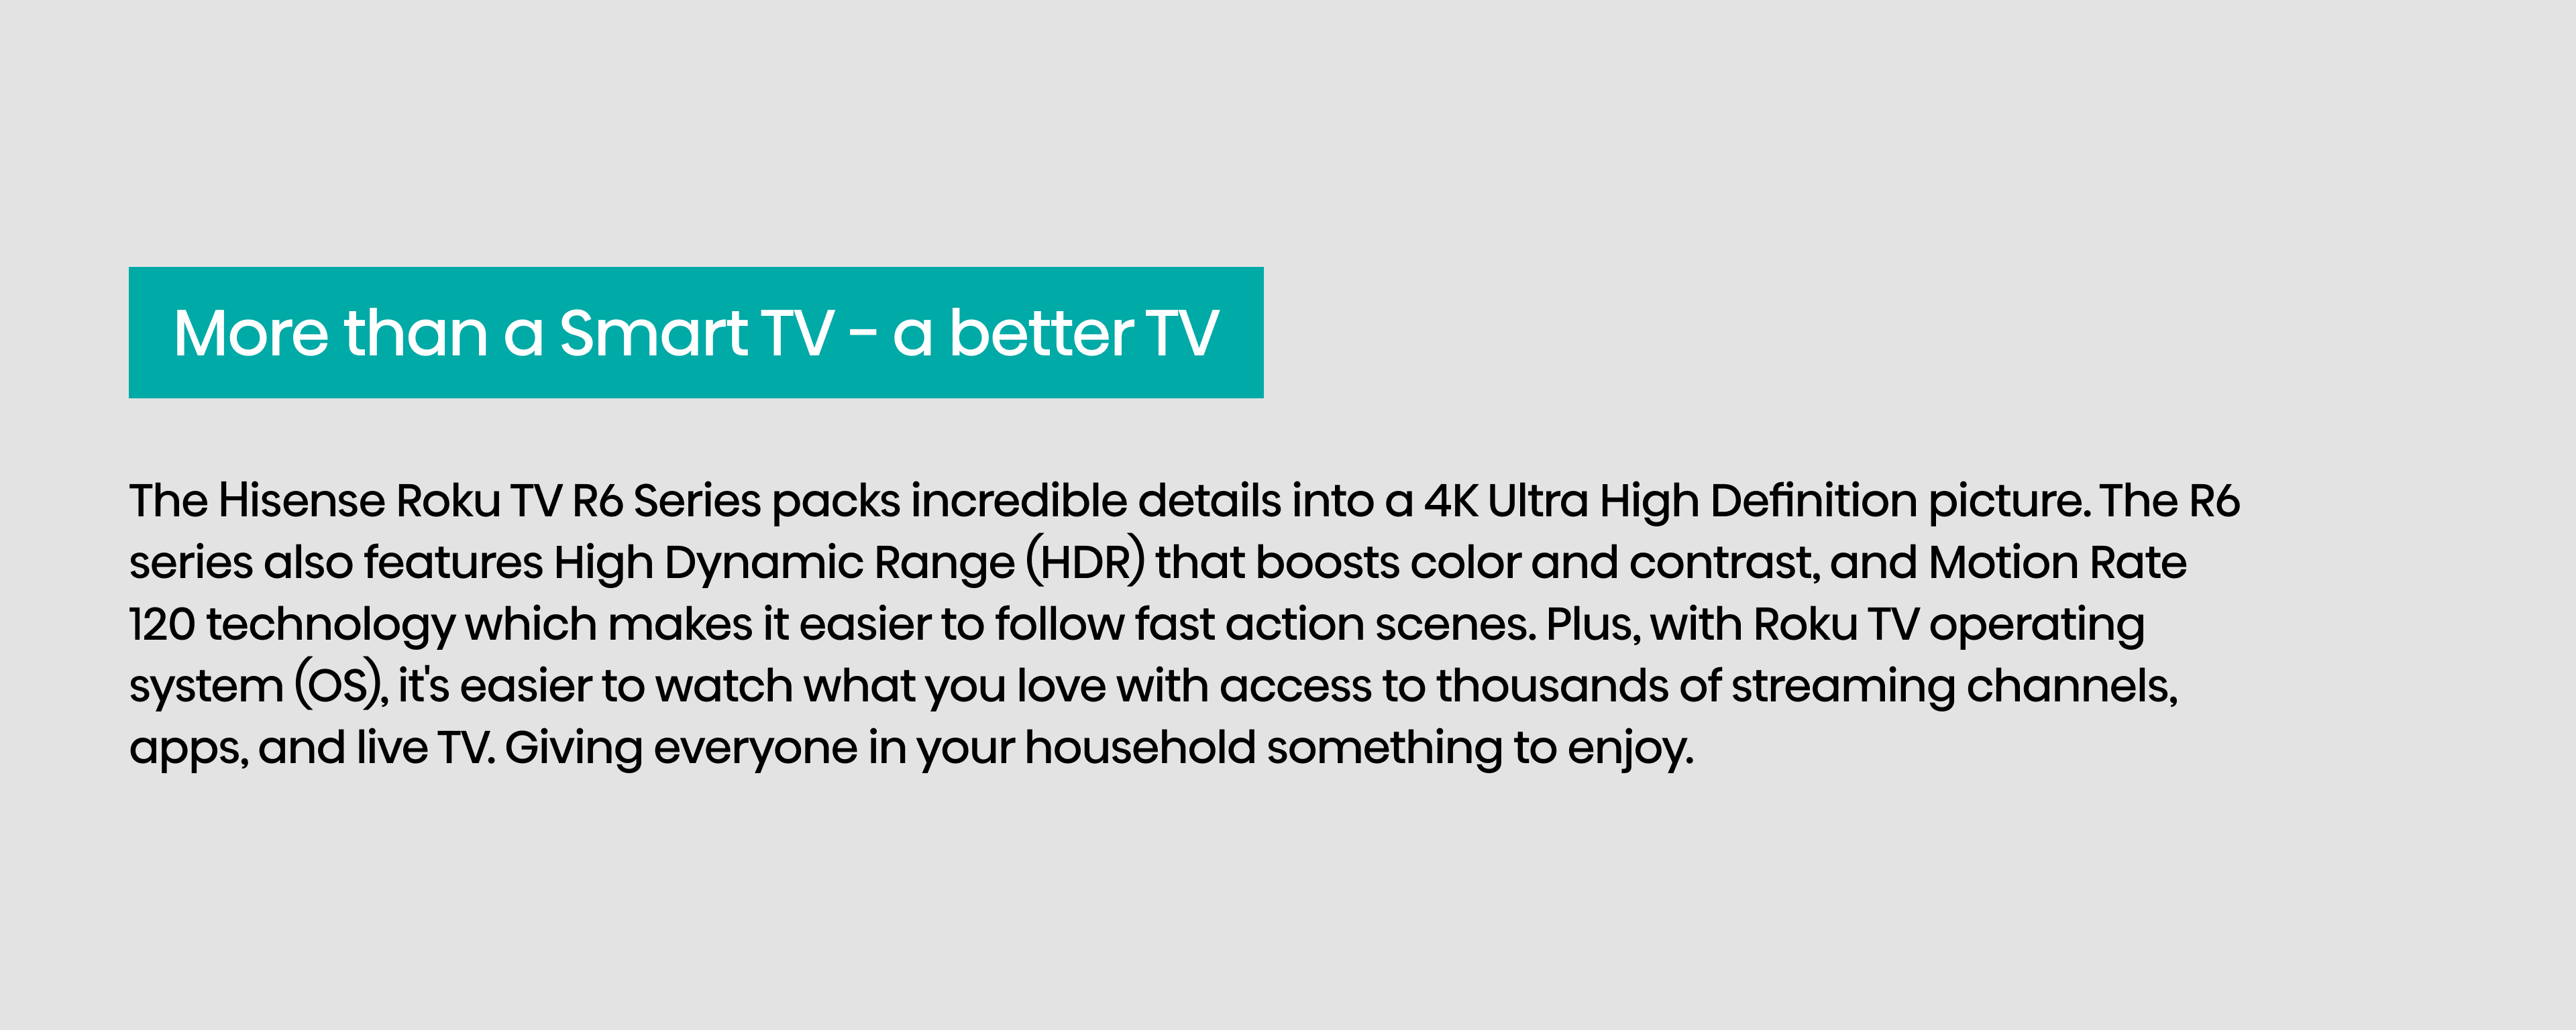 More than a Smart TV - a better TV
The Hisense Roku TV R6 Series packs incredible details into a 4K Ultra High Definition picture. The R6
series also features High Dynamic Range (HDR) that boosts color and contrast, and Motion Rate
120 technology which makes it easier to follow fast action scenes. Plus, with Roku TV operating
system (OS), it's easier to watch what you love with access to thousands of streaming channels,
apps, and live TV. Giving everyone in your household something to enjoy.